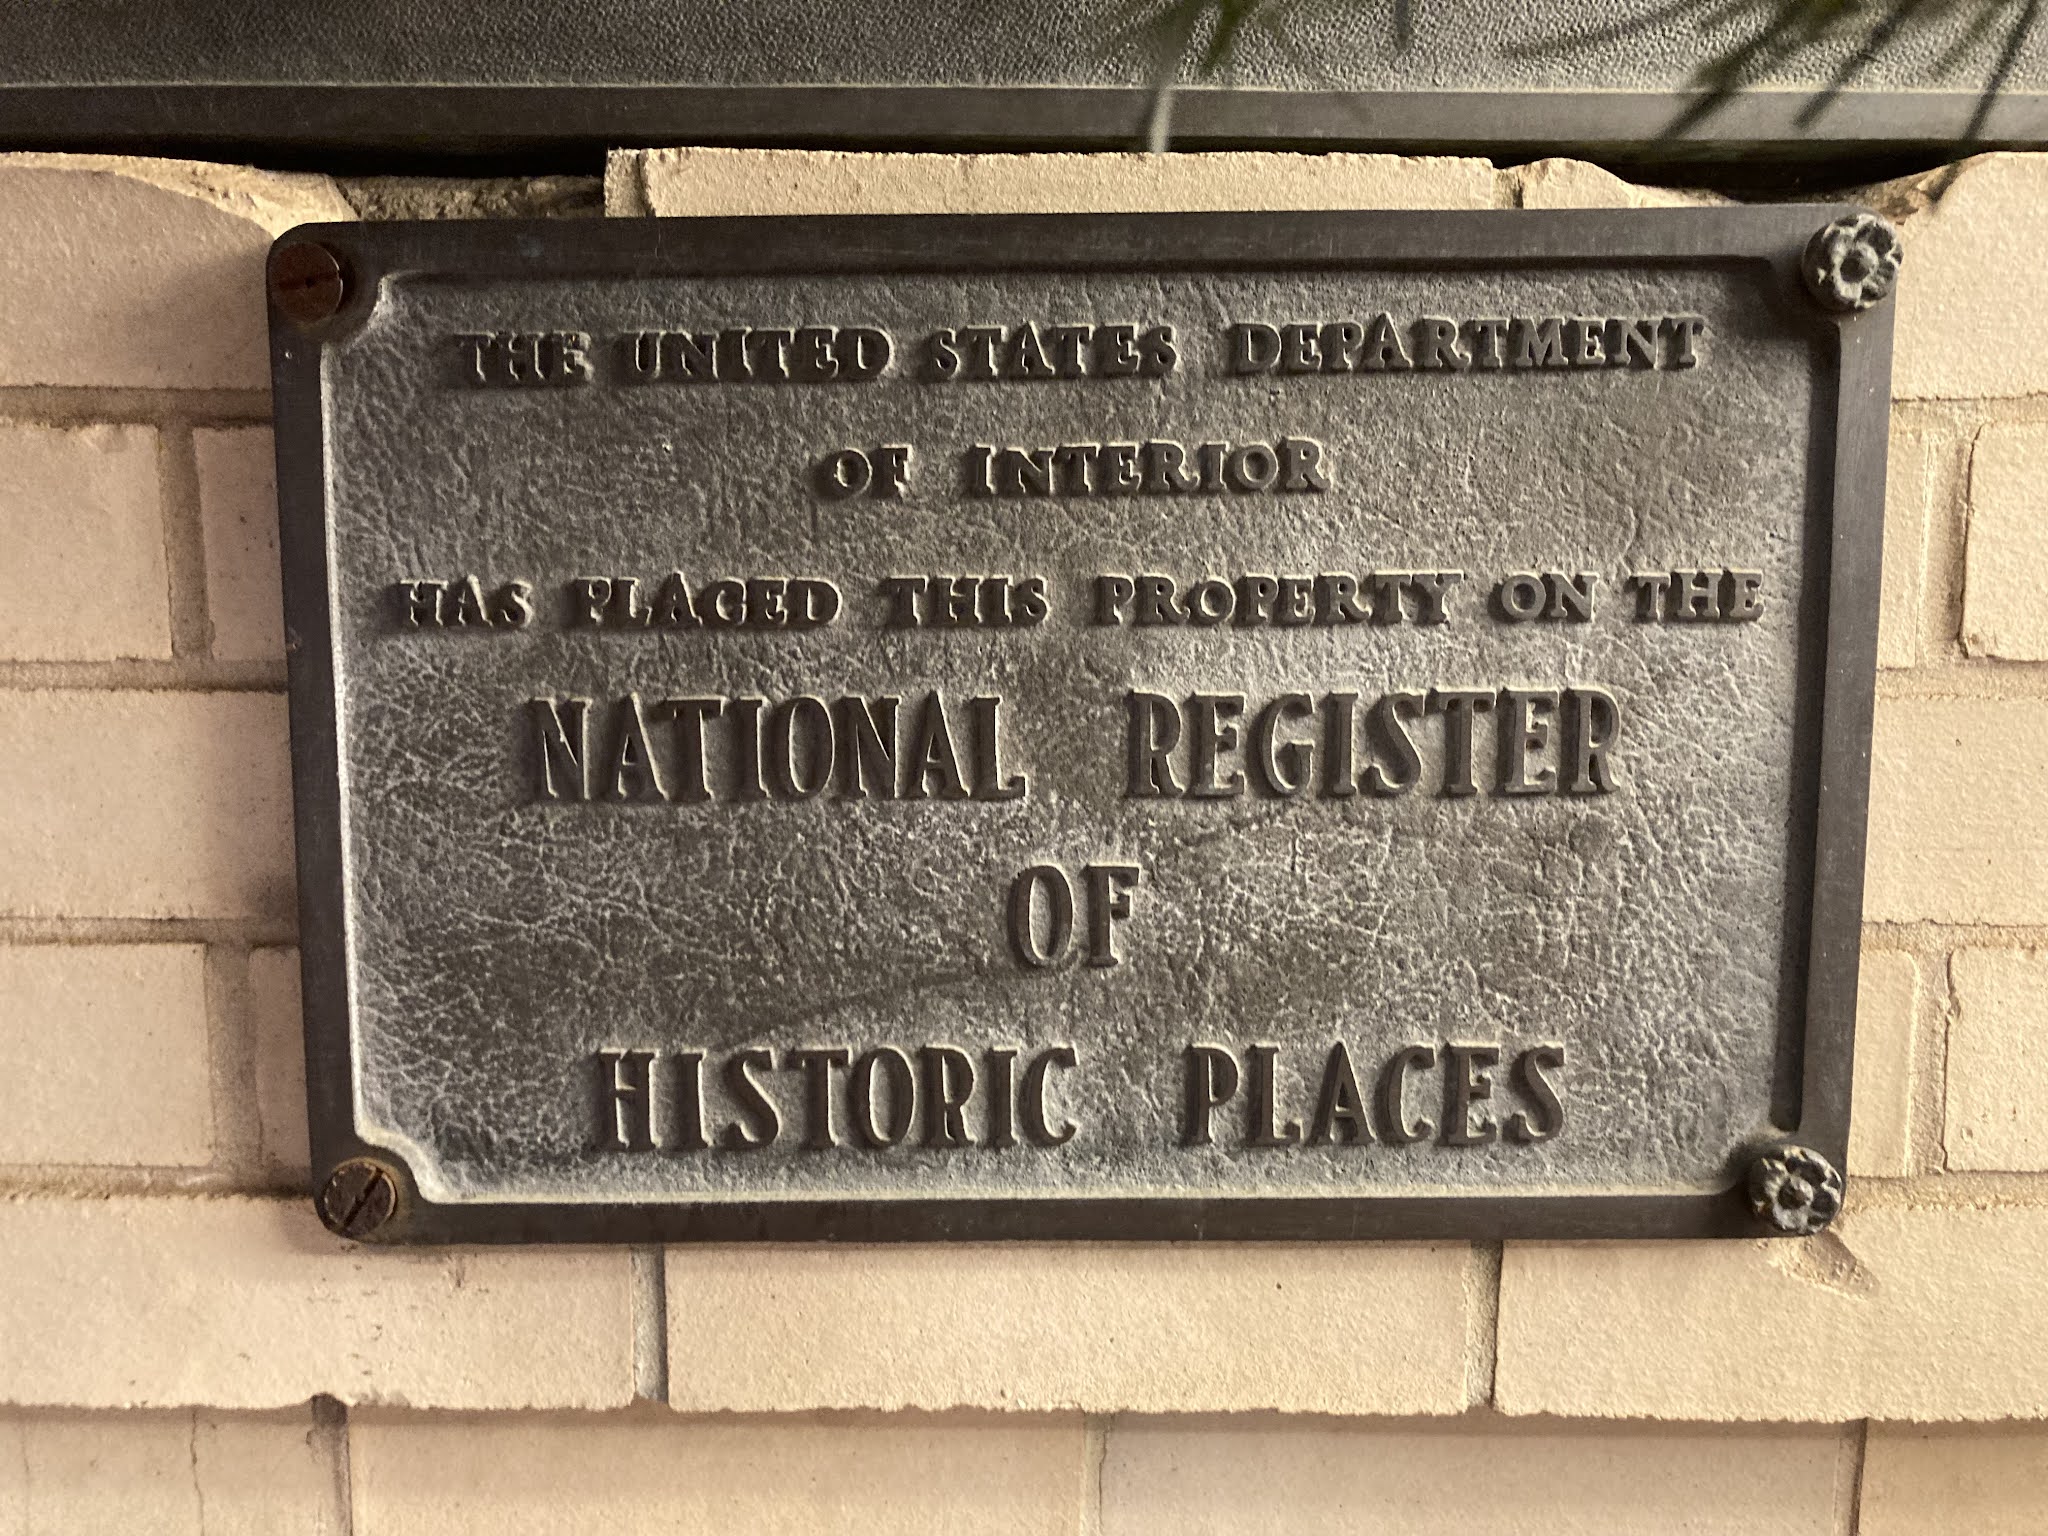 THE UNITED STATES DEPARTMENT
OF INTERIOR
HAS PLACED THIS PROPERTY ON THE
NATIONAL REGISTER
OF
HISTORIC PLACES